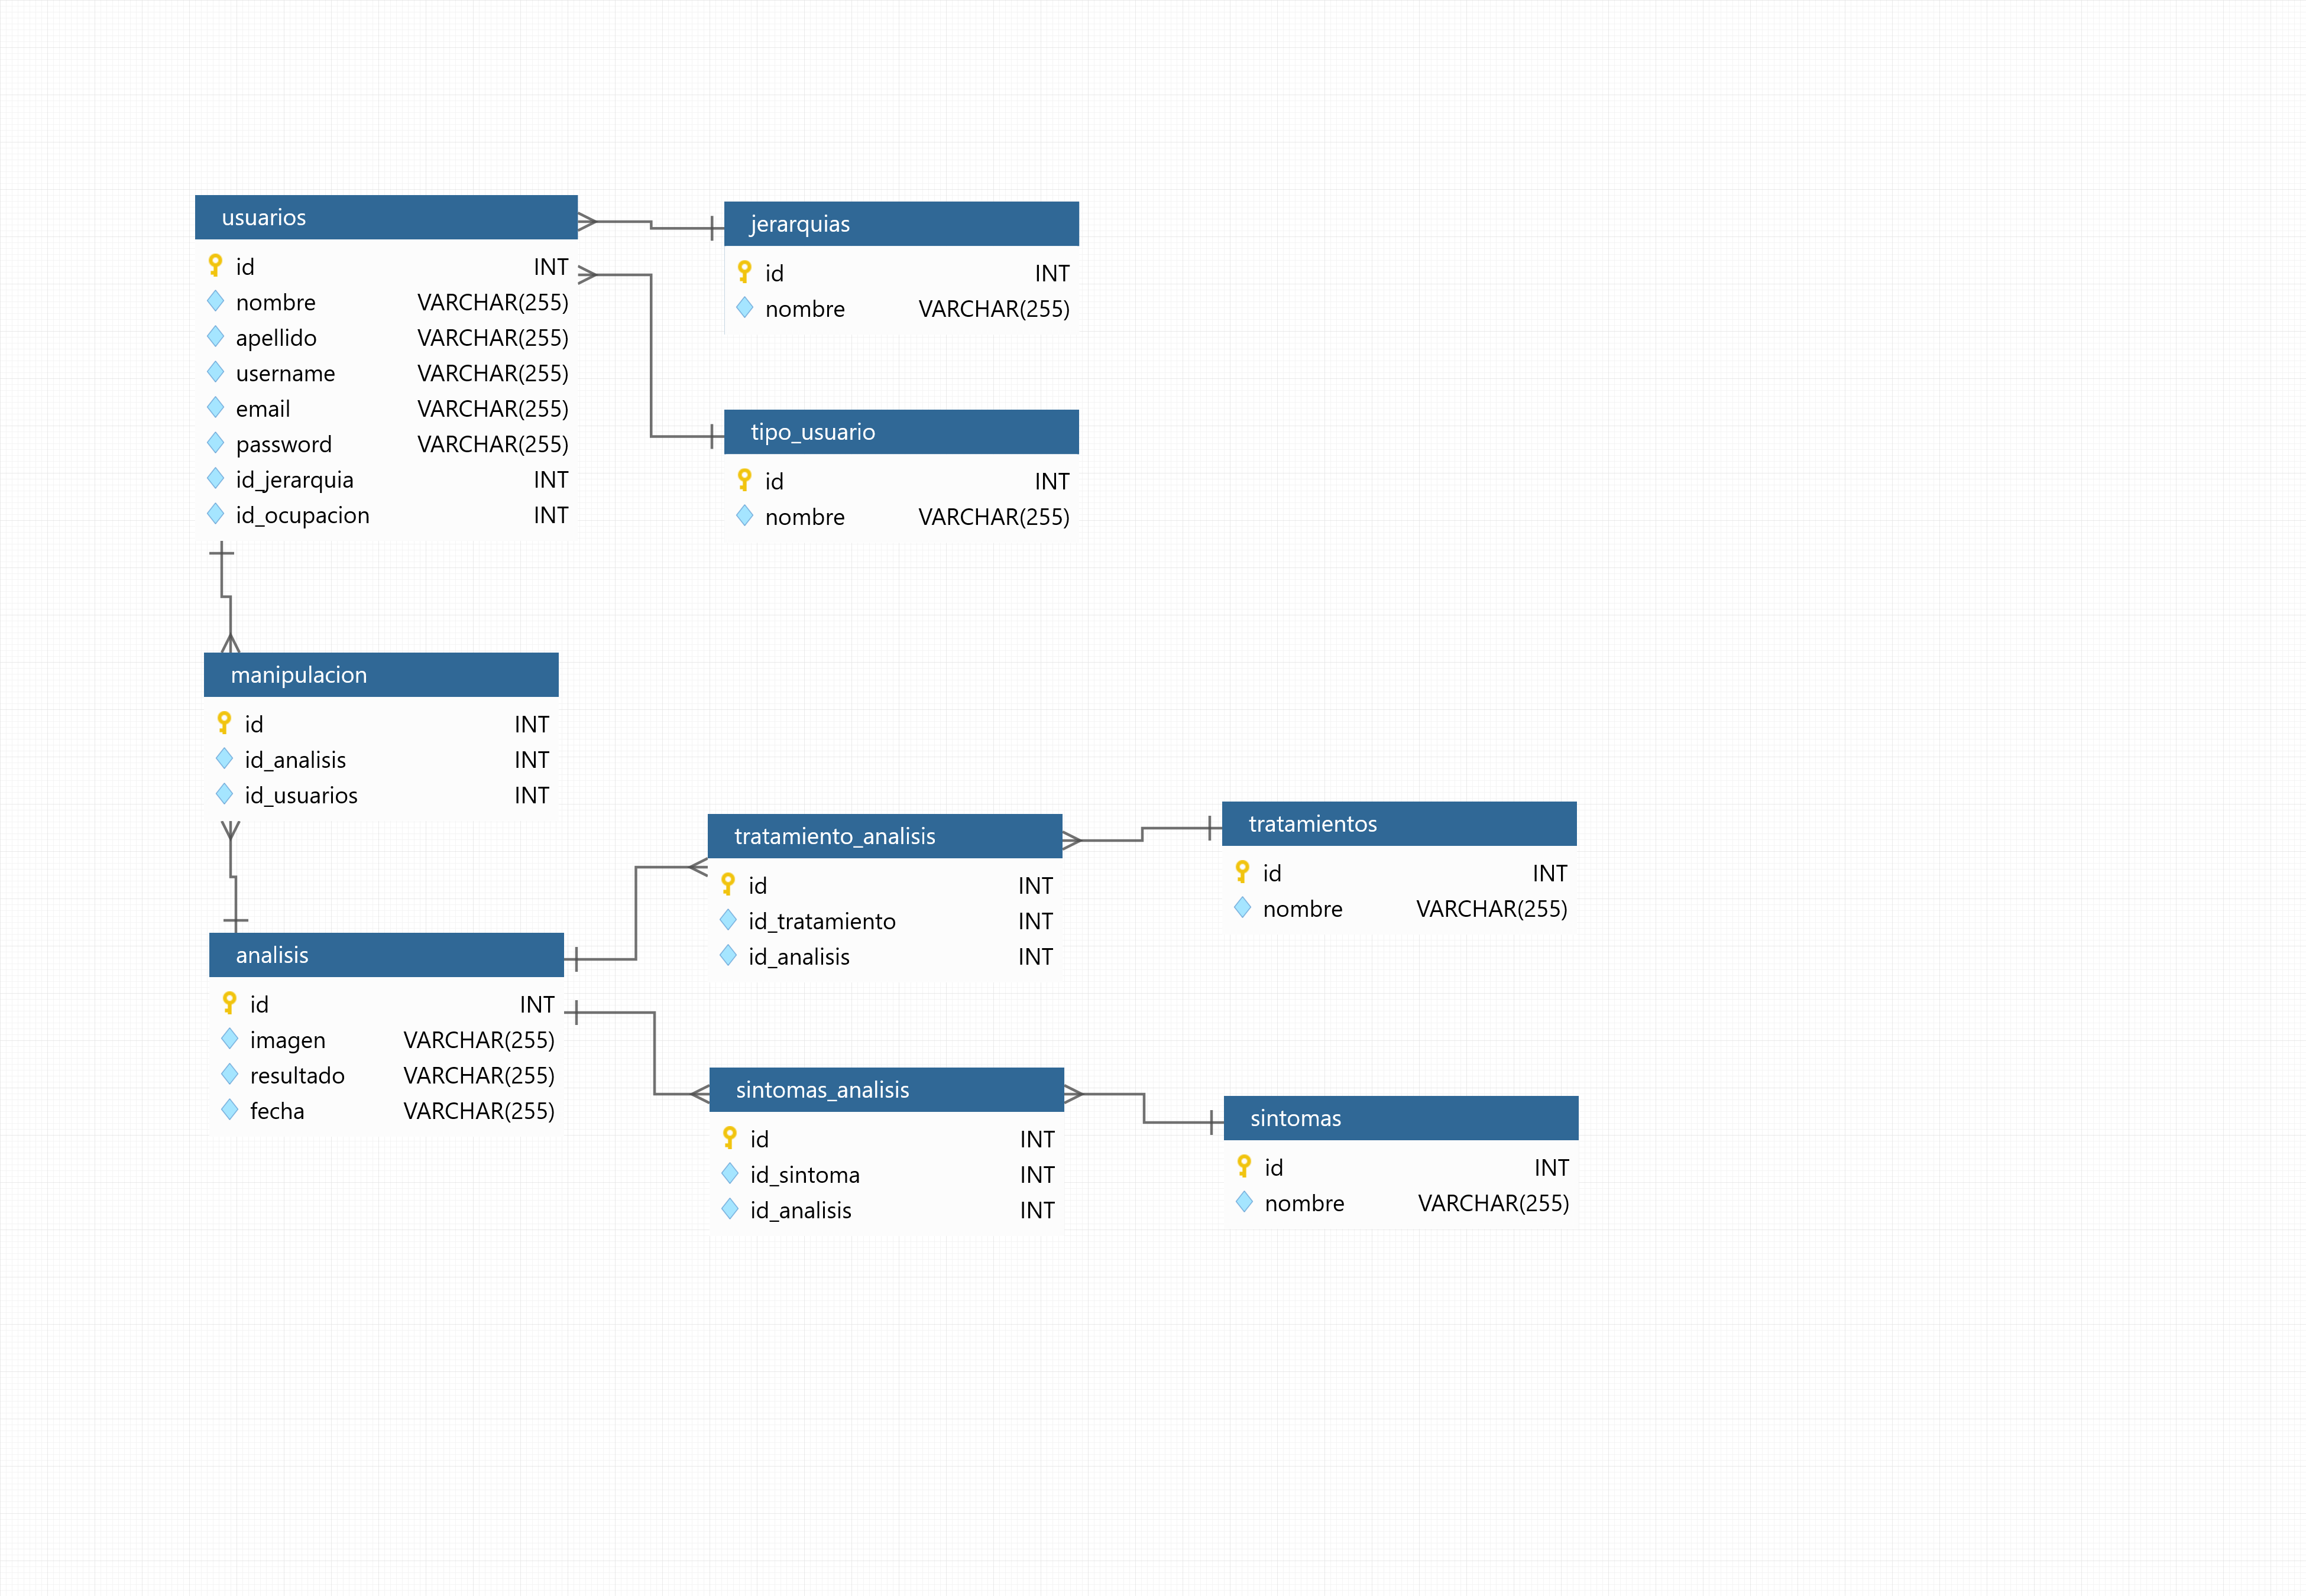 usuarios
id INT
nombre VARCHAR(255)
apellido VARCHAR(255)
username VARCHAR(255)
email VARCHAR(255)
password VARCHAR(255)
id_jerarquia INT
id_ocupacion INT
jerarquias
id INT
nombre VARCHAR(255)
tipo_usuario
id INT
nombre VARCHAR(255)
manipulacion
id INT
id_analisis INT
id_usuarios INT
analisis
id INT
imagen VARCHAR(255)
resultado VARCHAR(255)
fecha VARCHAR(255)
tratamiento_analisis
id INT
id_tratamiento INT
id_analisis INT
tratamientos
id INT
nombre VARCHAR(255)
sintomas_analisis
id INT
id_sintoma INT
id_analisis INT
sintomas
id INT
nombre VARCHAR(255)